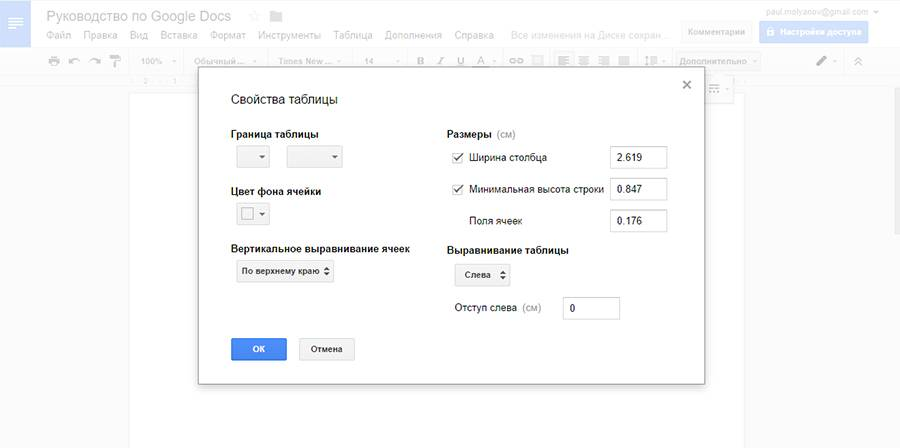 Руководство по Google Docs
paul.molyanov@gmail.com
Файл Правка Вид Вставка Формат Инструменты Таблица Дополнения Справка Все изменения на Диске сохран...
Комментарии
Настройки доступа
100% Обычный ... Times New ... 14 B I U A Дополнительно
2 1
Свойства таблицы
Граница таблицы
Цвет фона ячейки
Вертикальное выравнивание ячеек
По верхнему краю
Размеры (см)
Ширина столбца 2.619
Минимальная высота строки 0.847
Поля ячеек 0.176
Выравнивание таблицы
Слева
Отступ слева (см) 0
ОК Отмена